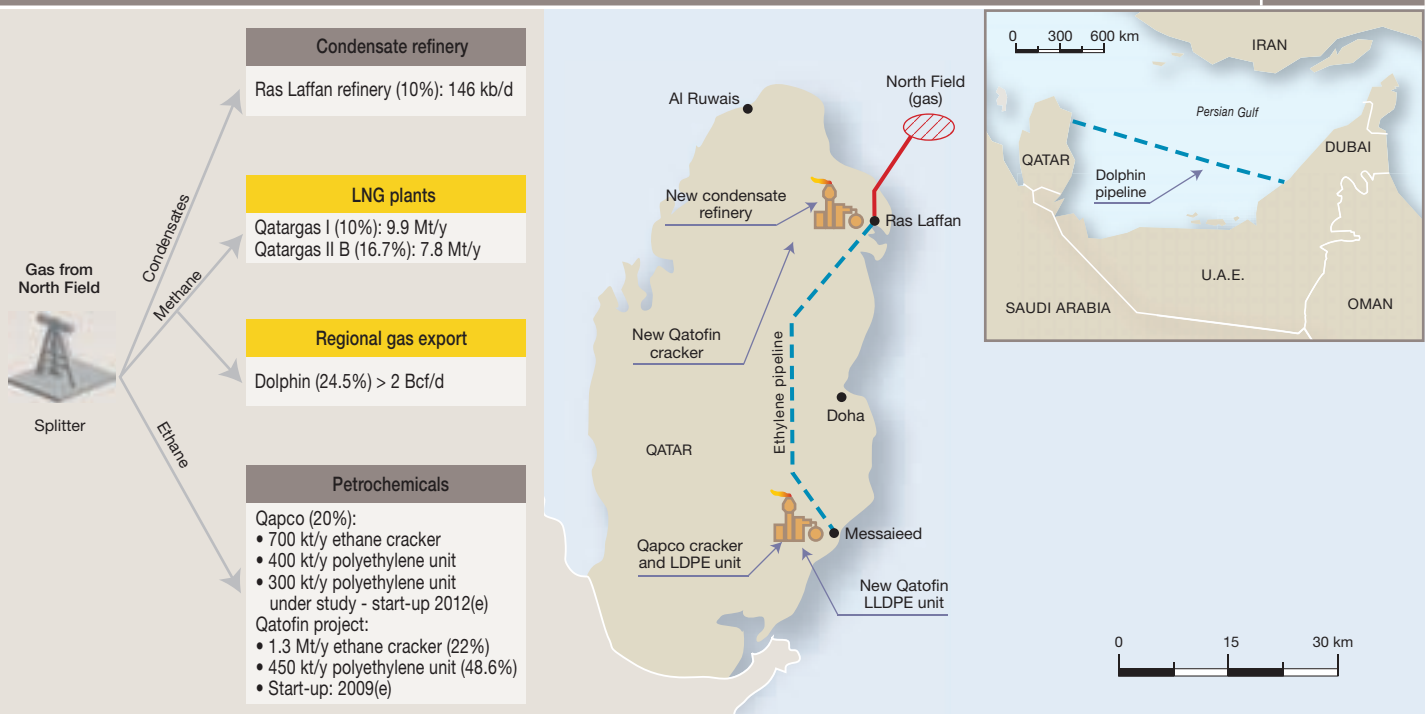 Gas from
North Field
Splitter
Condensates
Methane
Ethane
Condensate refinery
Ras Laffan refinery (10%): 146 kb/d
LNG plants
Qatargas I (10%): 9.9 Mt/y
Qatargas II B (16.7%): 7.8 Mt/y
Regional gas export
Dolphin (24.5%) > 2 Bcf/d
Petrochemicals
Qapco (20%):
• 700 kt/y ethane cracker
• 400 kt/y polyethylene unit
• 300 kt/y polyethylene unit
under study - start-up 2012(e)
Qatofin project:
• 1.3 Mt/y ethane cracker (22%)
• 450 kt/y polyethylene unit (48.6%)
• Start-up: 2009(e)
Al Ruwais
North Field
(gas)
New condensate
refinery
Ras Laffan
New Qatofin
cracker
Ethylene pipeline
Doha
QATAR
Messaieed
Qapco cracker
and LDPE unit
New Qatofin
LLDPE unit
0 300 600 km
IRAN
Persian Gulf
QATAR
DUBAI
Dolphin
pipeline
U.A.E.
SAUDI ARABIA
OMAN
0 15 30 km